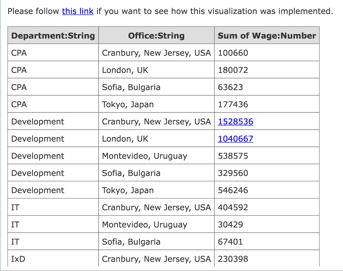 Please follow this link if you want to see how this visualization was implemented.
Department:String Office:String Sum of Wage:Number
CPA Cranbury, New Jersey, USA 100660
CPA London, UK 180072
CPA Sofia, Bulgaria 63623
CPA Tokyo, Japan 177436
Development Cranbury, New Jersey, USA 1528536
Development London, UK 1040667
Development Montevideo, Uruguay 538575
Development Sofia, Bulgaria 329560
Development Tokyo, Japan 546246
IT Cranbury, New Jersey, USA 404592
IT Montevideo, Uruguay 30429
IT Sofia, Bulgaria 67401
IxD Cranbury, New Jersey, USA 230398